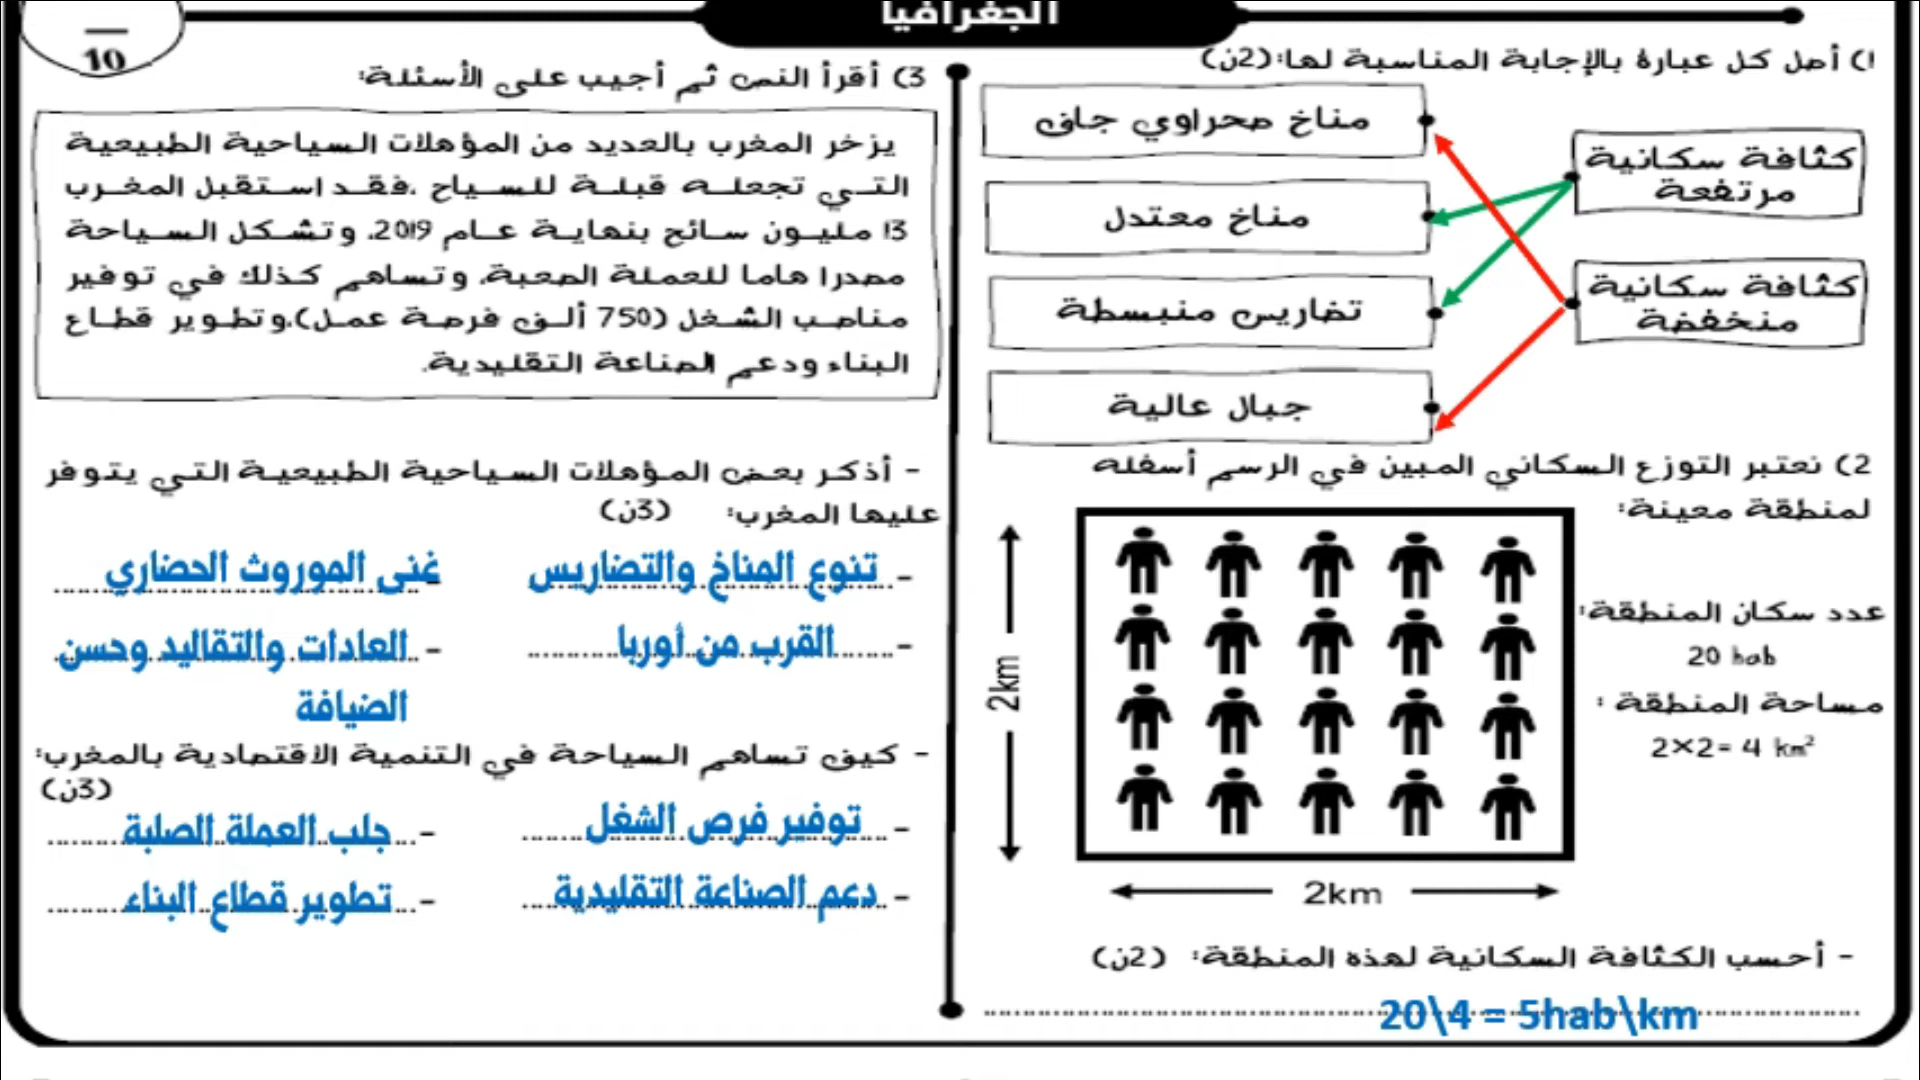 الجغرافيا
10
1) أصل كل عبارة بالإجابة المناسبة لها:(2ن)
كثافة سكانية
مرتفعة
كثافة سكانية
منخفضة
مناخ صحراوي جاف
مناخ معتدل
تضاريس منبسطة
جبال عالية
2) نعتبر التوزع السكاني المبين في الرسم أسفله
لمنطقة معينة:
عدد سكان المنطقة:
20 hab
مساحة المنطقة :
2×2= 4 km²
2km
2km
- أحسب الكثافة السكانية لهذه المنطقة: (2ن)
20\4 = 5hab\km
3) أقرأ النص ثم أجيب على الأسئلة:
يزخر المغرب بالعديد من المؤهلات السياحية الطبيعية
التي تجعله قبلة للسياح ،فقد استقبل المغرب
13 مليون سائح بنهاية عام 2019، وتشكل السياحة
مصدرا هاما للعملة الصعبة، وتساهم كذلك في توفير
مناصب الشغل (750 ألف فرصة عمل)،وتطوير قطاع
البناء ودعم الصناعة التقليدية.
- أذكر بعض المؤهلات السياحية الطبيعية التي يتوفر
عليها المغرب: (3ن)
- تنوع المناخ والتضاريس
- غنى الموروث الحضاري
- القرب من أوربا
- العادات والتقاليد وحسن
الضيافة
- كيف تساهم السياحة في التنمية الاقتصادية بالمغرب:
(3ن)
- توفير فرص الشغل
- جلب العملة الصلبة
- دعم الصناعة التقليدية
- تطوير قطاع البناء